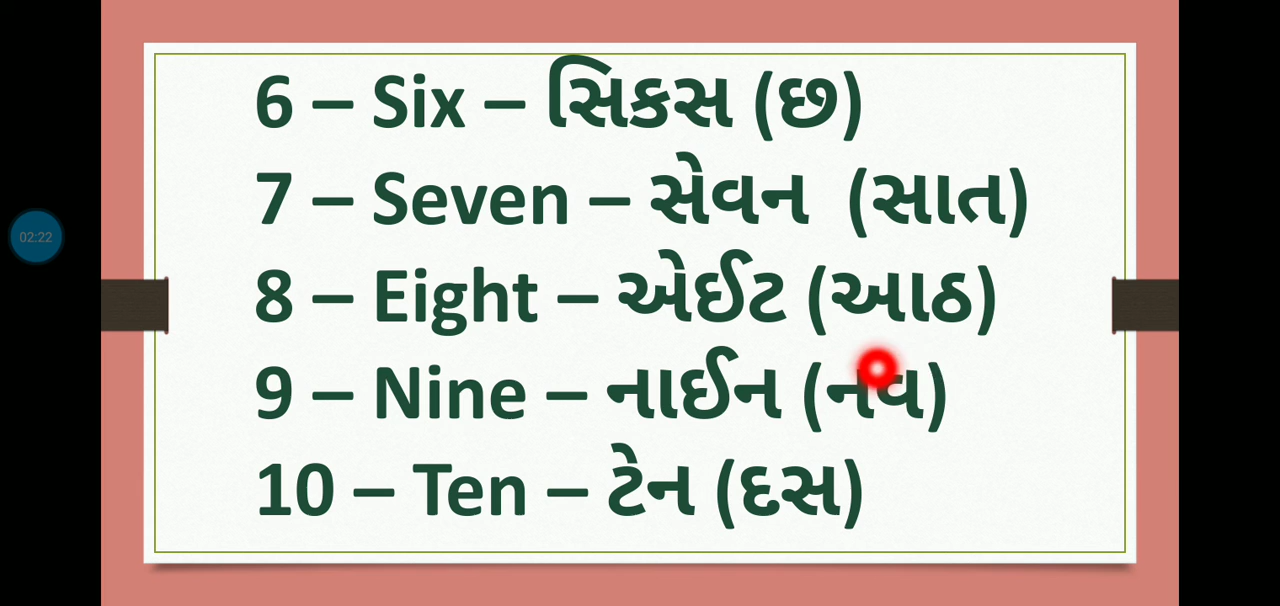 02:22
6 – Six – સિકસ (છ)
7 – Seven – સેવન (સાત)
8 – Eight – એઈટ (આઠ)
9 – Nine – નાઈન (નવ)
10 – Ten – ટેન (દસ)